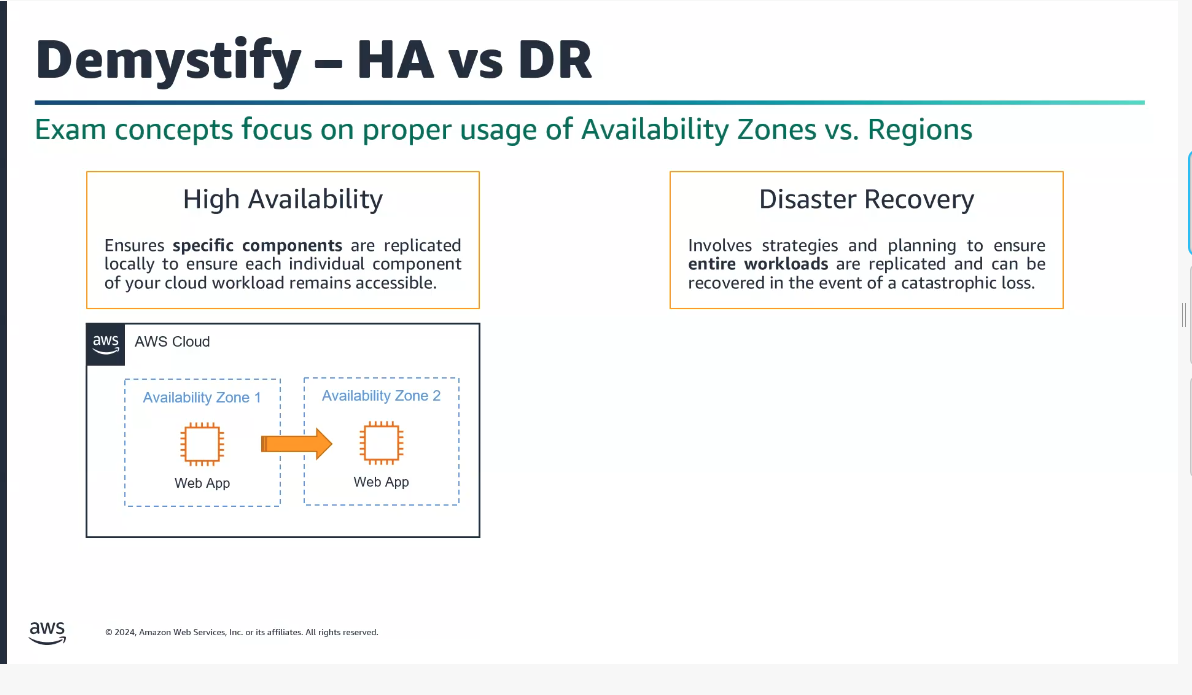 Demystify – HA vs DR
Exam concepts focus on proper usage of Availability Zones vs. Regions
High Availability
Ensures specific components are replicated
locally to ensure each individual component
of your cloud workload remains accessible.
Disaster Recovery
Involves strategies and planning to ensure
entire workloads are replicated and can be
recovered in the event of a catastrophic loss.
aws
AWS Cloud
Availability Zone 1
Web App
Availability Zone 2
Web App
aws
© 2024, Amazon Web Services, Inc. or its affiliates. All rights reserved.